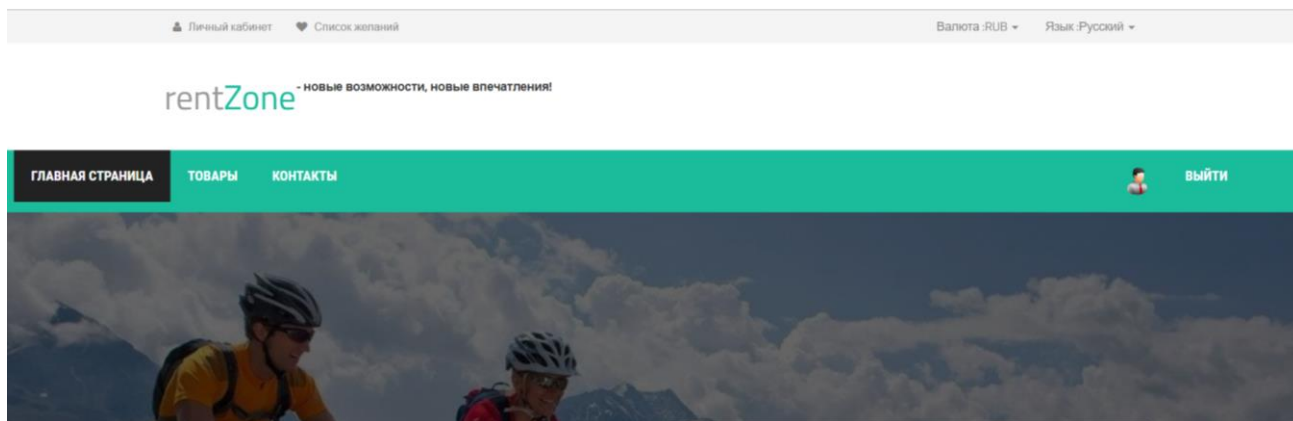 Личный кабинет Список желаний Валюта :RUB Язык :Русский
rentZone - новые возможности, новые впечатления!
ГЛАВНАЯ СТРАНИЦА ТОВАРЫ КОНТАКТЫ ВЫЙТИ